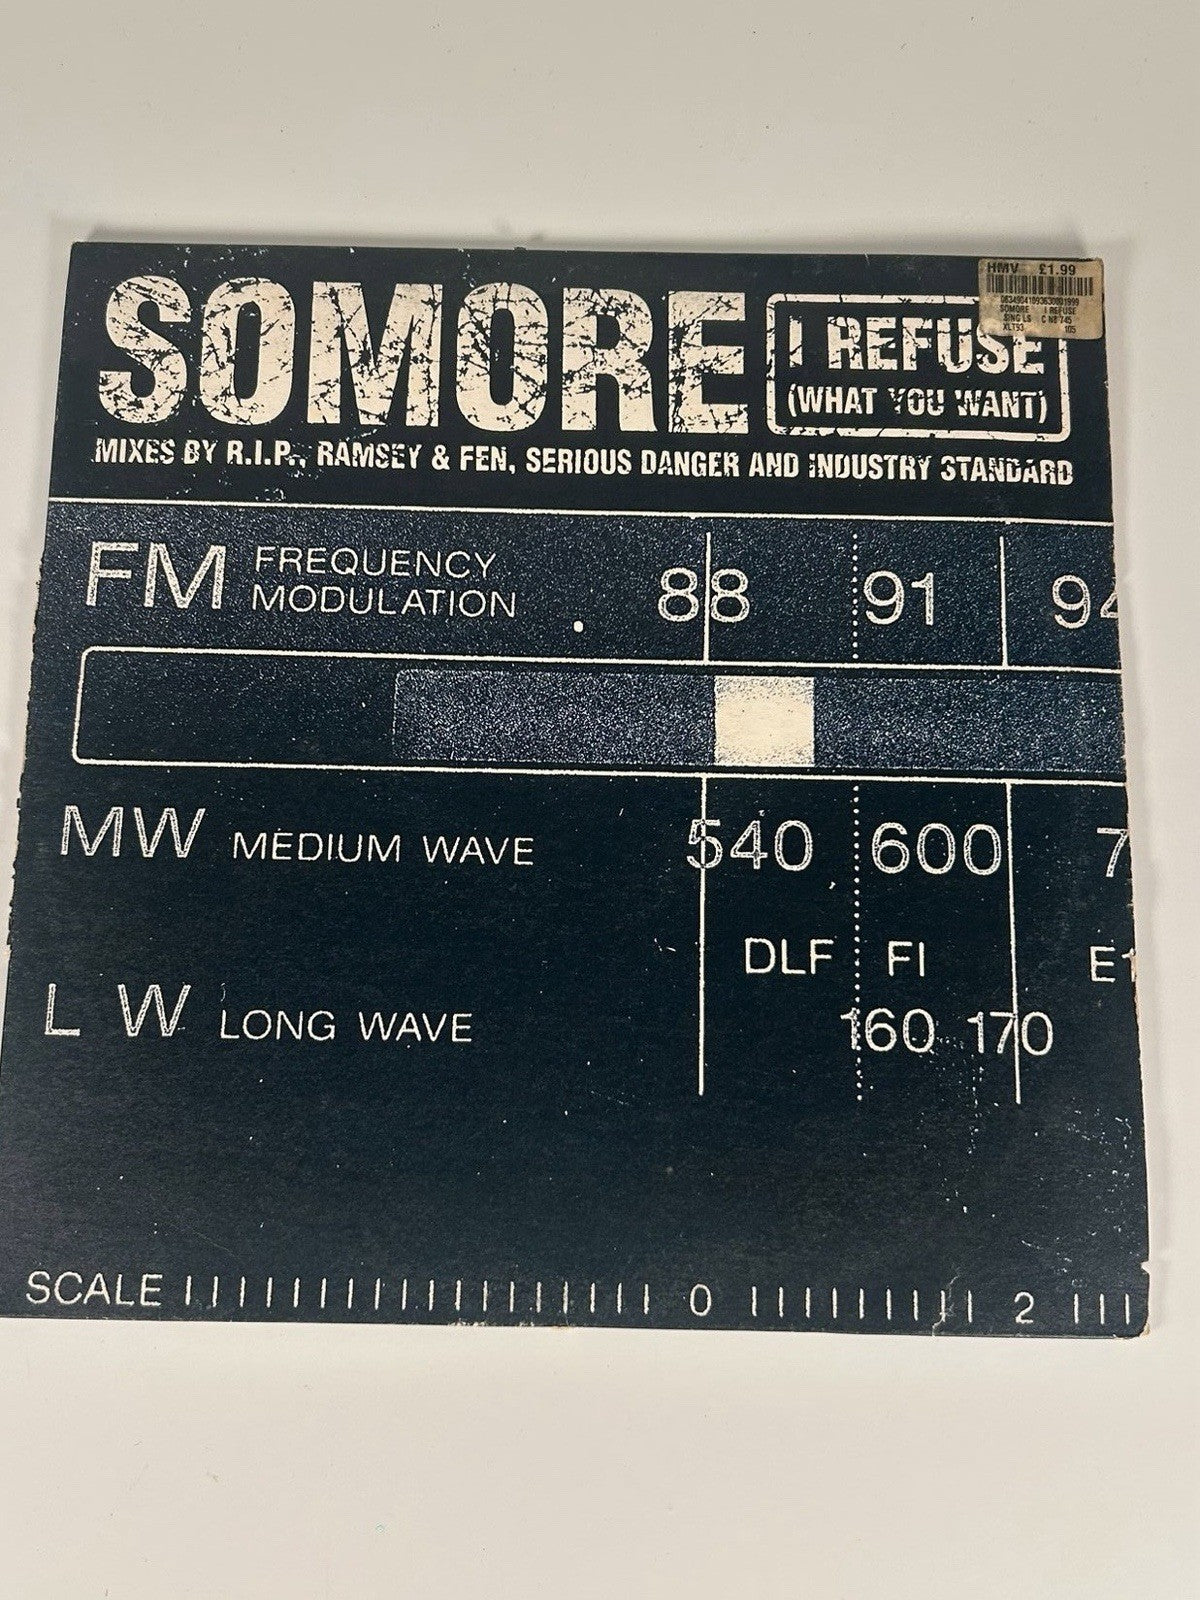 HMV £1.99
SOMORE I REFUSE
XLT93 105
SOMORE
I REFUSE
(WHAT YOU WANT)
MIXES BY R.I.P., RAMSEY & FEN, SERIOUS DANGER AND INDUSTRY STANDARD
FM FREQUENCY
MODULATION
88 91 94
MW MEDIUM WAVE 540 600 7
DLF FI E1
L W LONG WAVE 160 170
SCALE 0 2